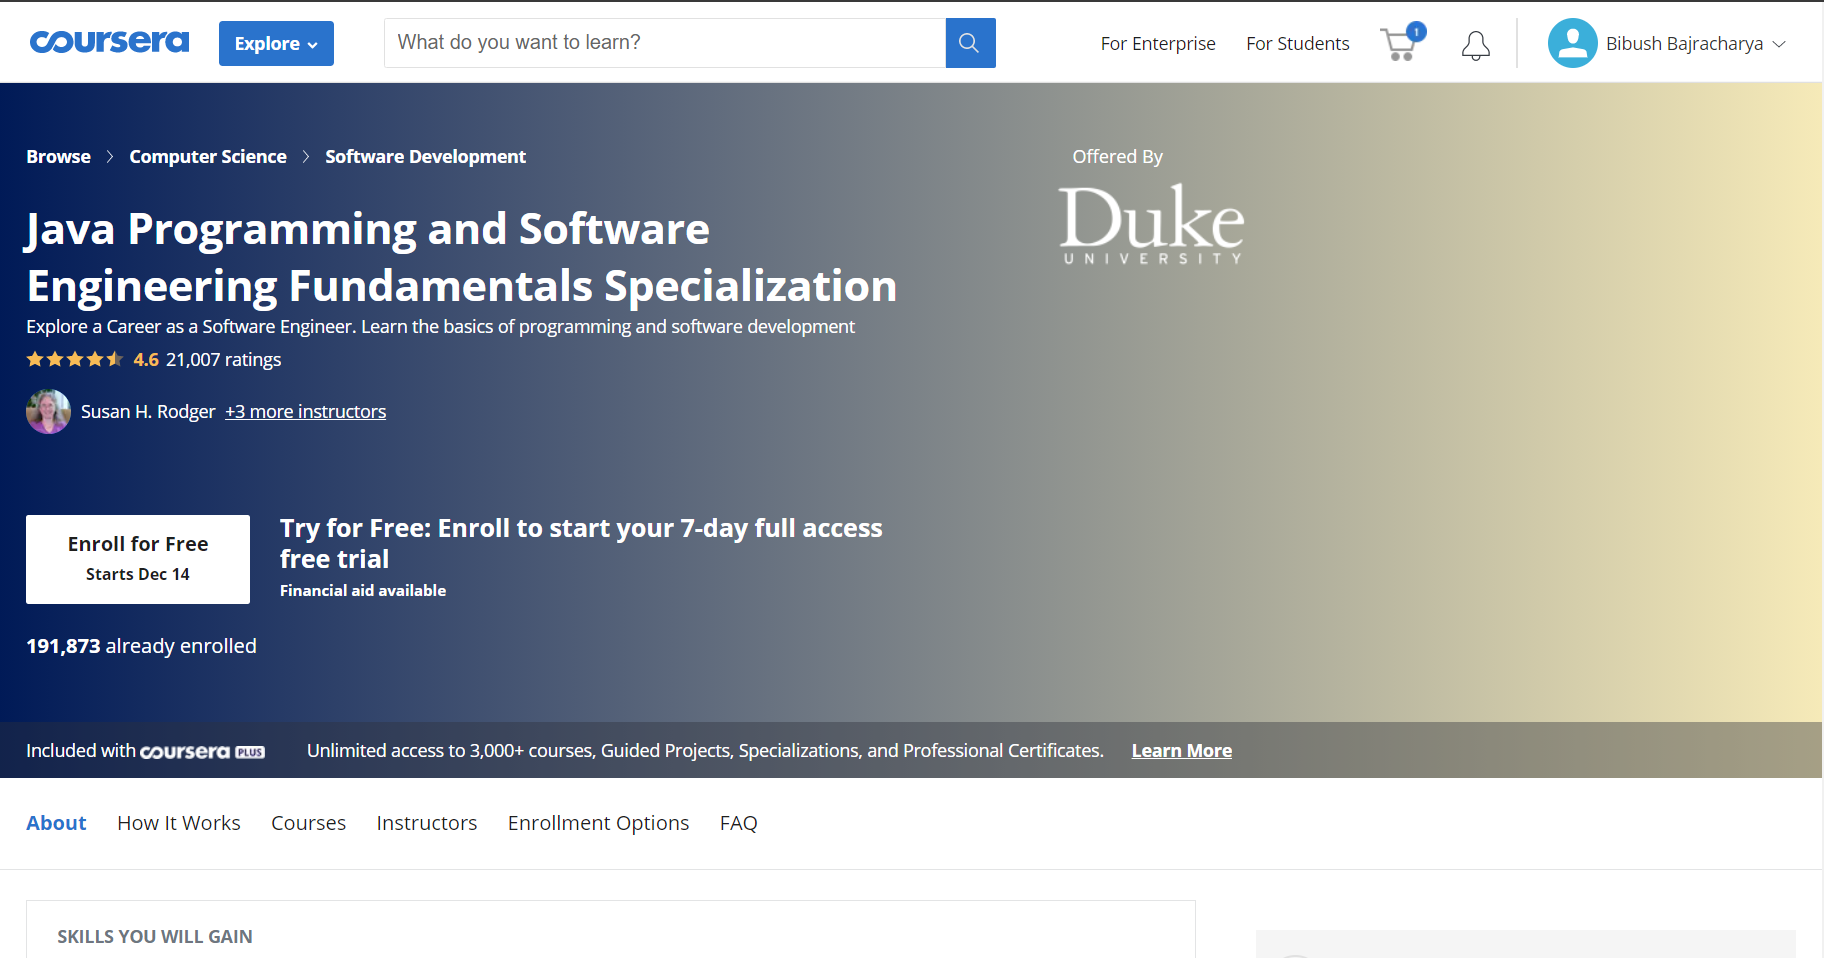 coursera
Explore
What do you want to learn?
For Enterprise
For Students
1
Bibush Bajracharya
Browse
Computer Science
Software Development
Offered By
Duke
UNIVERSITY
Java Programming and Software
Engineering Fundamentals Specialization
Explore a Career as a Software Engineer. Learn the basics of programming and software development
4.6 21,007 ratings
Susan H. Rodger +3 more instructors
Enroll for Free
Starts Dec 14
Try for Free: Enroll to start your 7-day full access
free trial
Financial aid available
191,873 already enrolled
Included with coursera PLUS
Unlimited access to 3,000+ courses, Guided Projects, Specializations, and Professional Certificates. Learn More
About
How It Works
Courses
Instructors
Enrollment Options
FAQ
SKILLS YOU WILL GAIN